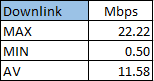 Downlink Mbps
MAX 22.22
MIN 0.50
AV 11.58